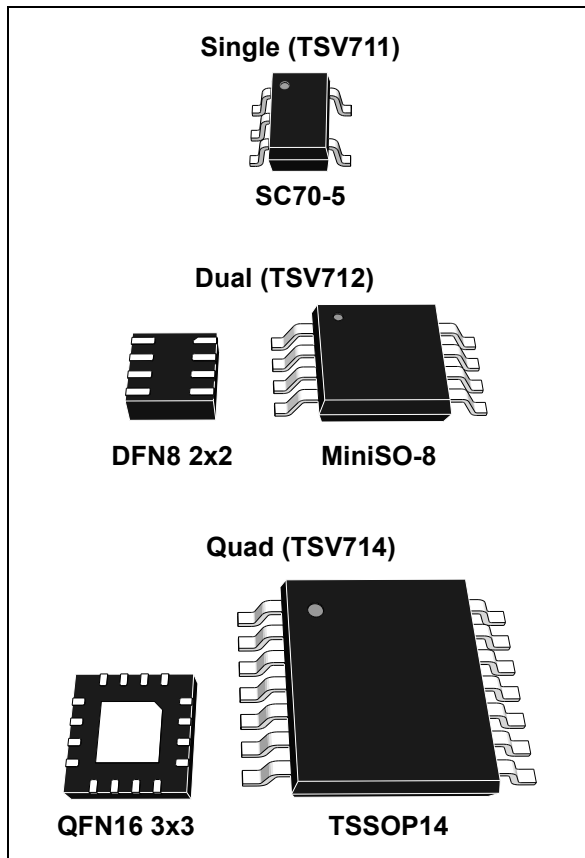 Single (TSV711)
SC70-5
Dual (TSV712)
DFN8 2x2
MiniSO-8
Quad (TSV714)
QFN16 3x3
TSSOP14